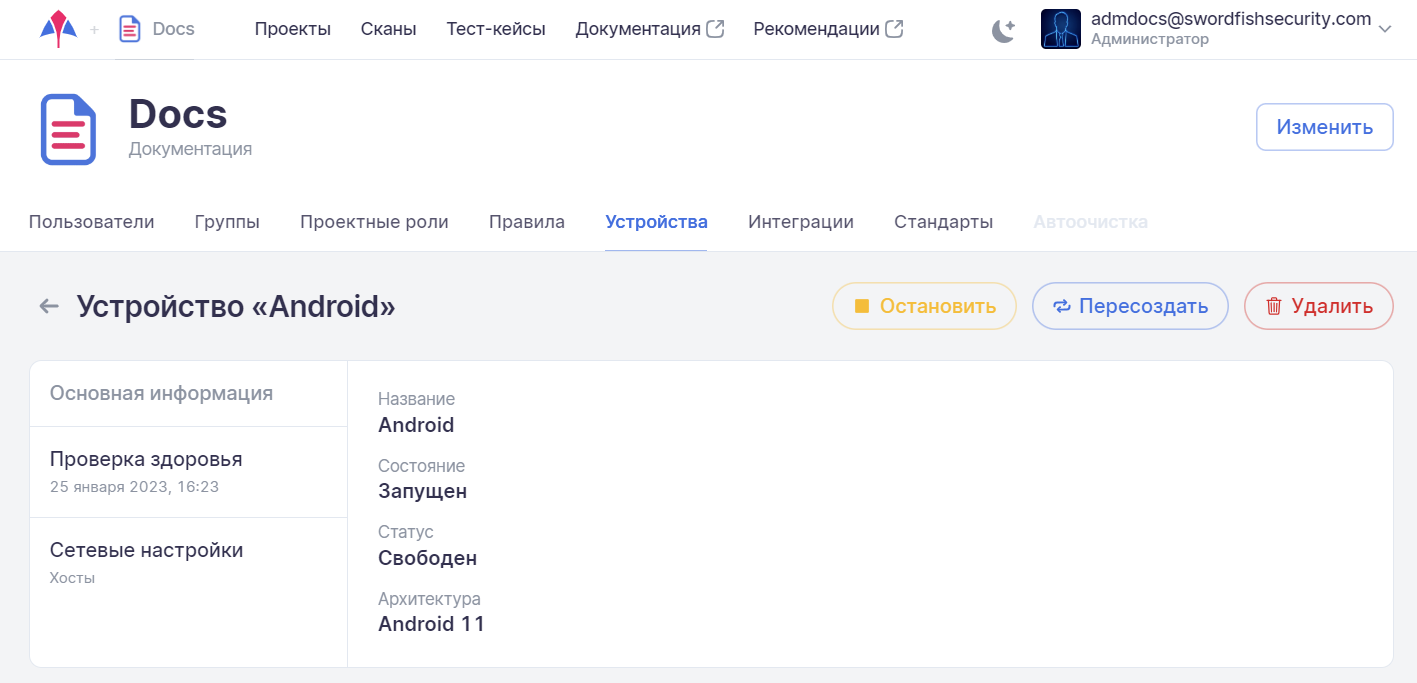 Docs
Проекты
Сканы
Тест-кейсы
Документация
Рекомендации
admdocs@swordfishsecurity.com
Администратор
Docs
Документация
Изменить
Пользователи
Группы
Проектные роли
Правила
Устройства
Интеграции
Стандарты
Автоочистка
Устройство «Android»
Остановить
Пересоздать
Удалить
Основная информация
Проверка здоровья
25 января 2023, 16:23
Сетевые настройки
Хосты
Название
Android
Состояние
Запущен
Статус
Свободен
Архитектура
Android 11